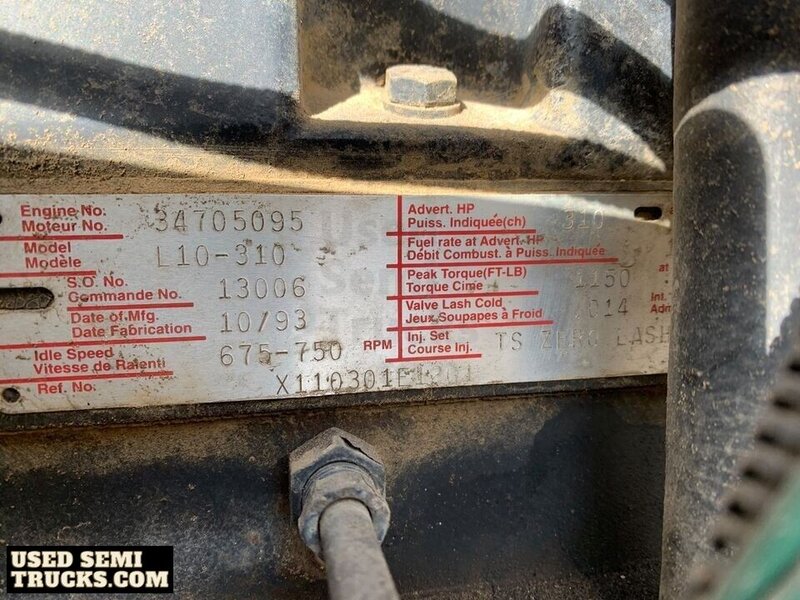 Engine No.
Moteur No. 34705095
Model
Modèle L10-310
S.O. No.
Commande No. 13006
Date of.Mfg.
Date Fabrication 10/93
Idle Speed
Vitesse de Ralenti 675-750 RPM
Ref. No.
Advert. HP
Puiss. Indiquée(ch) 310
Fuel rate at Advert. HP
Débit Combust. à Puiss. Indiquée
Peak Torque(FT-LB)
Torque Cime 1150 at
Valve Lash Cold
Jeux Soupapes à Froid 014 Int.
Inj. Set
Course Inj. TS ZERO LASH
USED SEMI
TRUCKS.COM